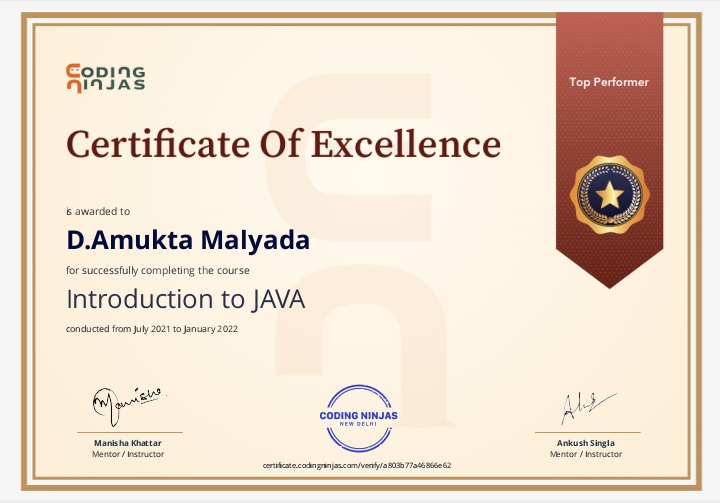 CODING
NINJAS
Top Performer
Certificate Of Excellence
is awarded to
D.Amukta Malyada
for successfully completing the course
Introduction to JAVA
conducted from July 2021 to January 2022
Manisha
CODING NINJAS
NEW DELHI
Manisha Khattar
Mentor / Instructor
Ankush Singla
Mentor / Instructor
certificate.codingninjas.com/verify/a803b77a46866e62